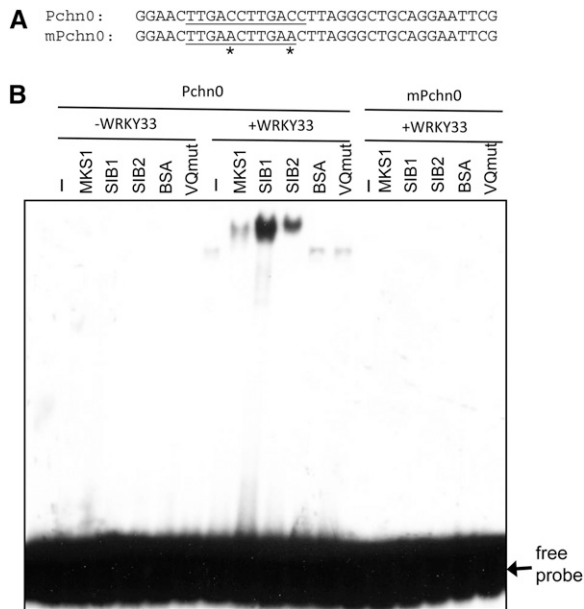 A
Pchn0: GGAACTTGACCTTGACCTTAGGGCTGCAGGAATTCG
mPchn0: GGAACTTGAACTTGAACTTAGGGCTGCAGGAATTCG
* *
B
Pchn0 mPchn0
-WRKY33 +WRKY33 +WRKY33
– MKS1 SIB1 SIB2 BSA VQmut – MKS1 SIB1 SIB2 BSA VQmut – MKS1 SIB1 SIB2 BSA VQmut
free
probe